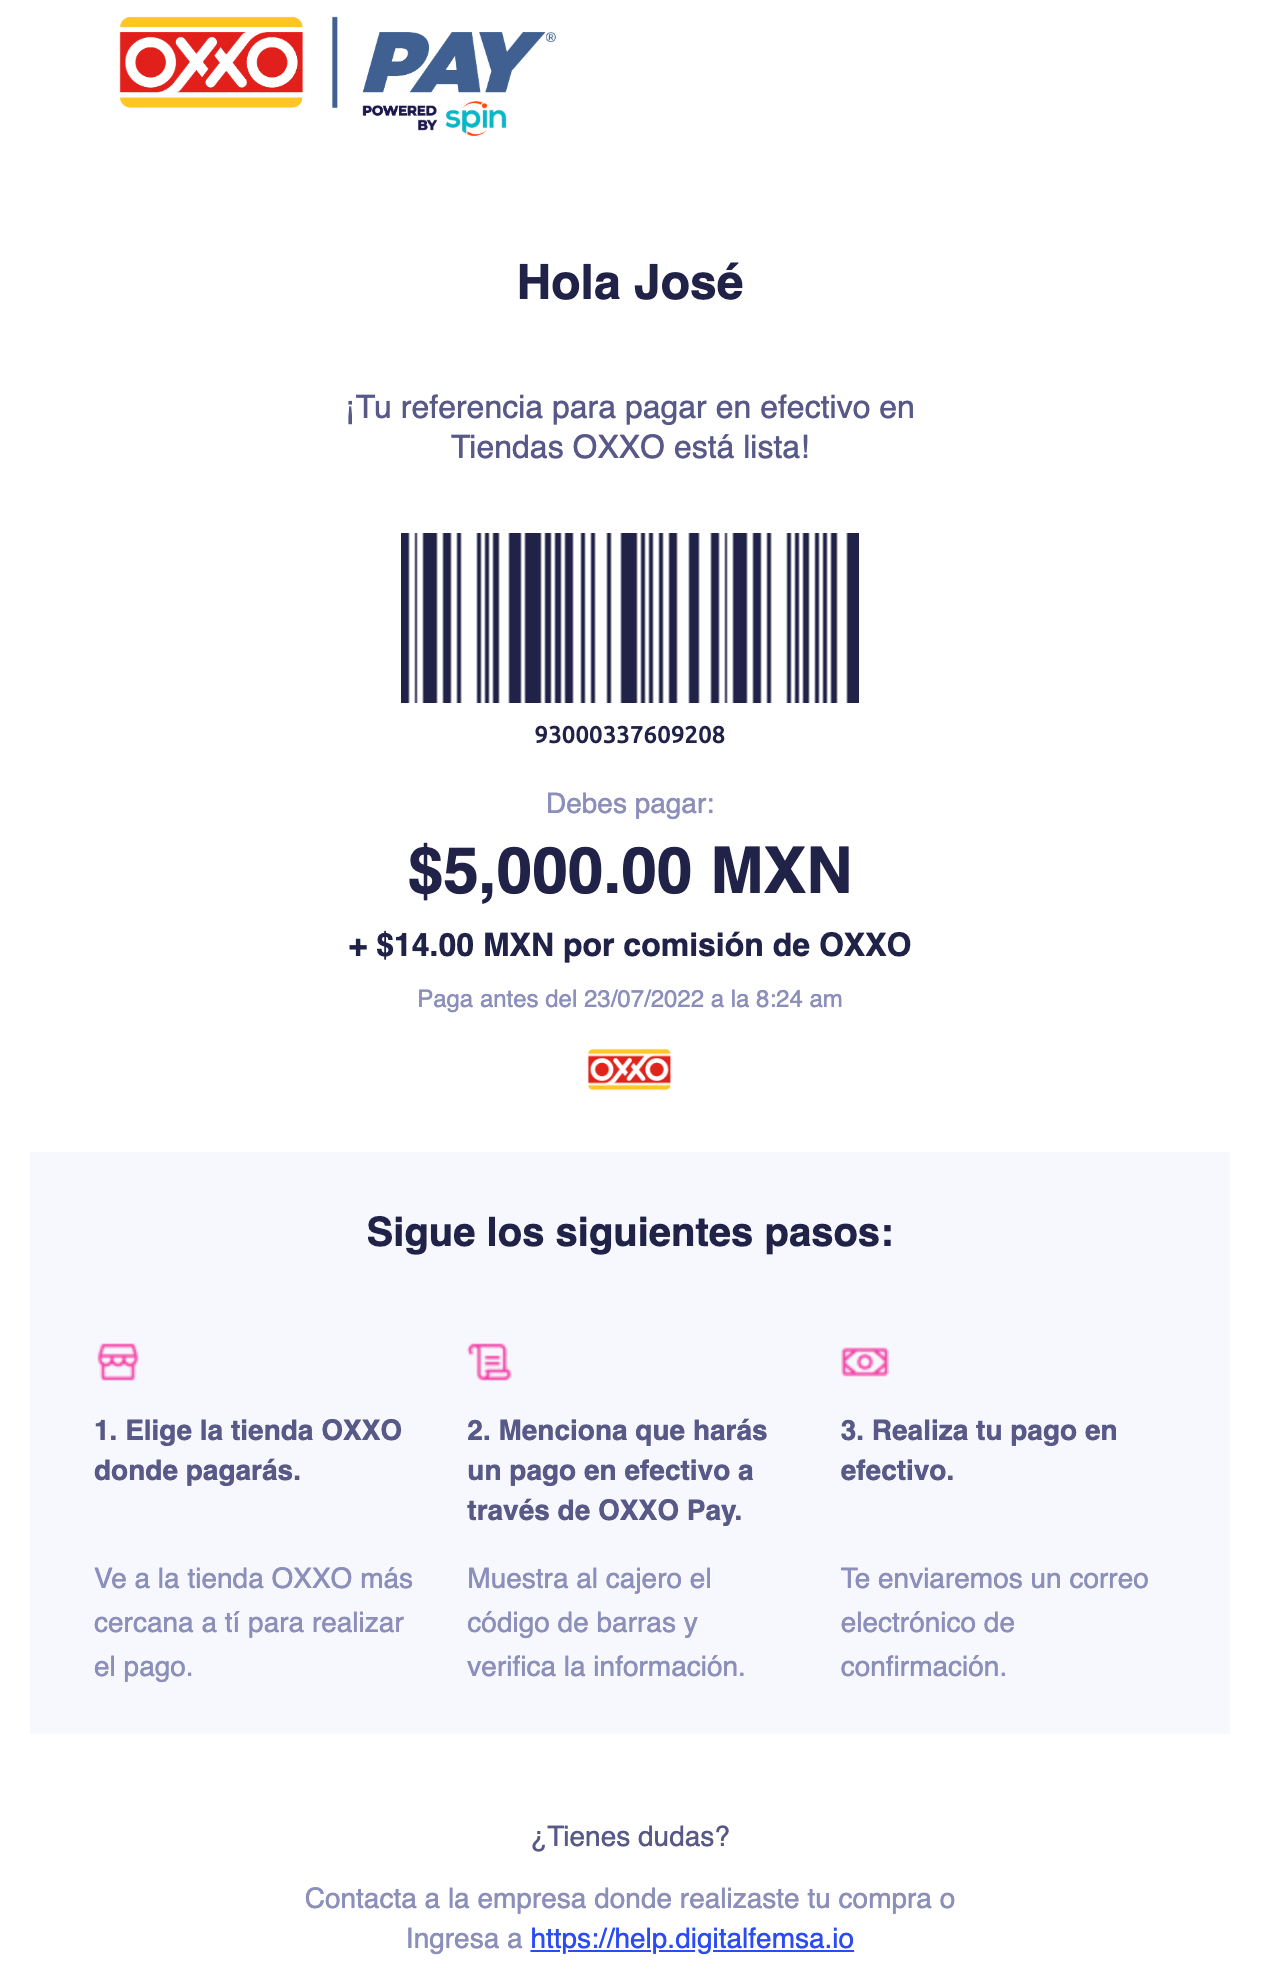 OXXO PAY®
POWERED
BY spin
Hola José
¡Tu referencia para pagar en efectivo en
Tiendas OXXO está lista!
93000337609208
Debes pagar:
$5,000.00 MXN
+ $14.00 MXN por comisión de OXXO
Paga antes del 23/07/2022 a la 8:24 am
OXXO
Sigue los siguientes pasos:
1. Elige la tienda OXXO
donde pagarás.
Ve a la tienda OXXO más
cercana a tí para realizar
el pago.
2. Menciona que harás
un pago en efectivo a
través de OXXO Pay.
Muestra al cajero el
código de barras y
verifica la información.
3. Realiza tu pago en
efectivo.
Te enviaremos un correo
electrónico de
confirmación.
¿Tienes dudas?
Contacta a la empresa donde realizaste tu compra o
Ingresa a https://help.digitalfemsa.io